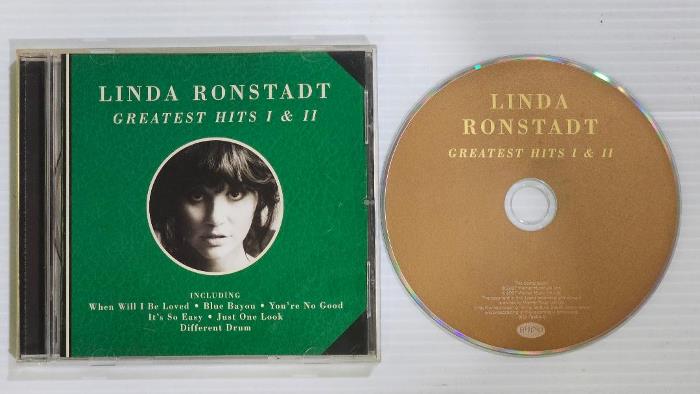 LINDA RONSTADT
GREATEST HITS I & II
INCLUDING
When Will I Be Loved • Blue Bayou • You're No Good
It's So Easy • Just One Look
Different Drum
LINDA
RONSTADT
GREATEST HITS I & II
RHINO